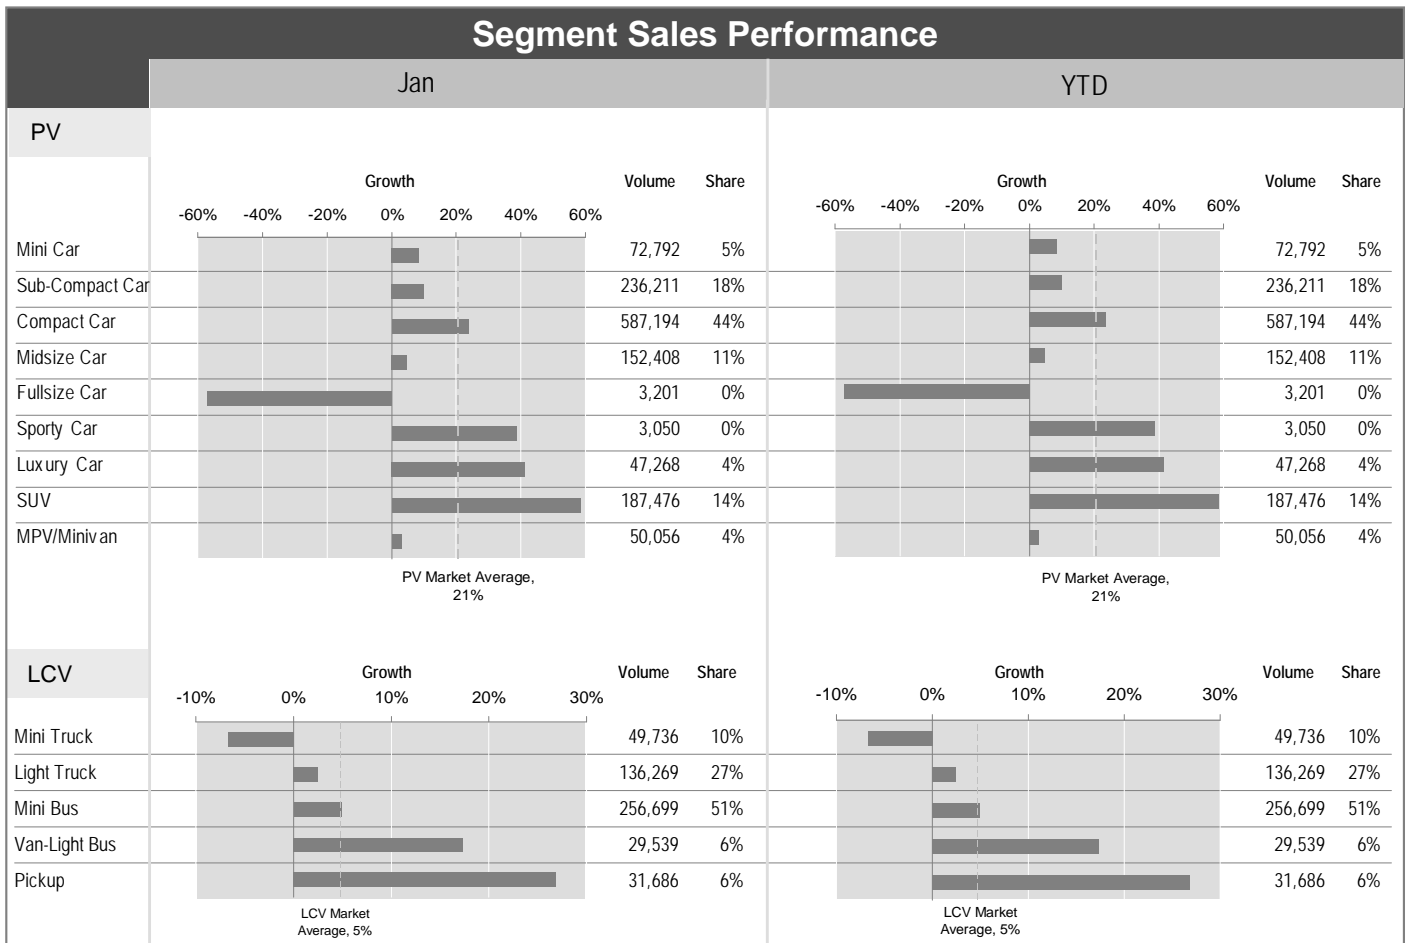 Segment Sales Performance
Jan YTD
PV
Growth Volume Share Growth Volume Share
-60% -40% -20% 0% 20% 40% 60% -60% -40% -20% 0% 20% 40% 60%
Mini Car 72,792 5% 72,792 5%
Sub-Compact Car 236,211 18% 236,211 18%
Compact Car 587,194 44% 587,194 44%
Midsize Car 152,408 11% 152,408 11%
Fullsize Car 3,201 0% 3,201 0%
Sporty Car 3,050 0% 3,050 0%
Luxury Car 47,268 4% 47,268 4%
SUV 187,476 14% 187,476 14%
MPV/Minivan 50,056 4% 50,056 4%
PV Market Average, PV Market Average,
21% 21%
LCV Growth Volume Share Growth Volume Share
-10% 0% 10% 20% 30% -10% 0% 10% 20% 30%
Mini Truck 49,736 10% 49,736 10%
Light Truck 136,269 27% 136,269 27%
Mini Bus 256,699 51% 256,699 51%
Van-Light Bus 29,539 6% 29,539 6%
Pickup 31,686 6% 31,686 6%
LCV Market LCV Market
Average, 5% Average, 5%